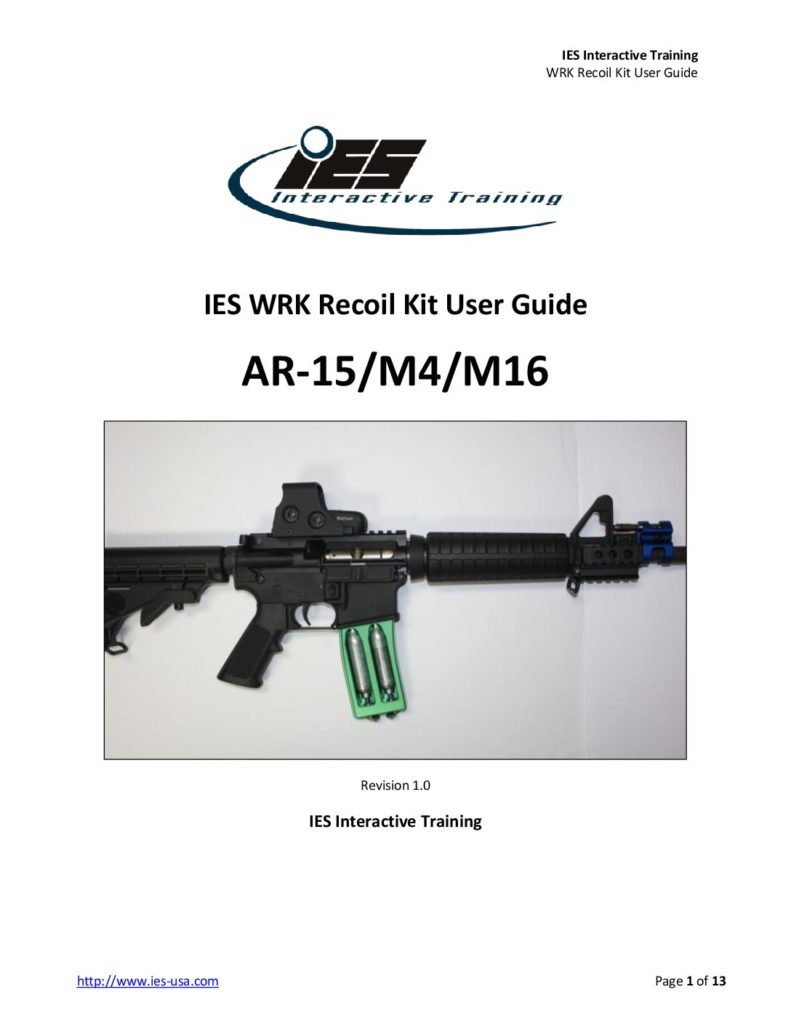 IES Interactive Training
WRK Recoil Kit User Guide
iES
Interactive Training
IES WRK Recoil Kit User Guide
AR-15/M4/M16
Revision 1.0
IES Interactive Training
http://www.ies-usa.com
Page 1 of 13